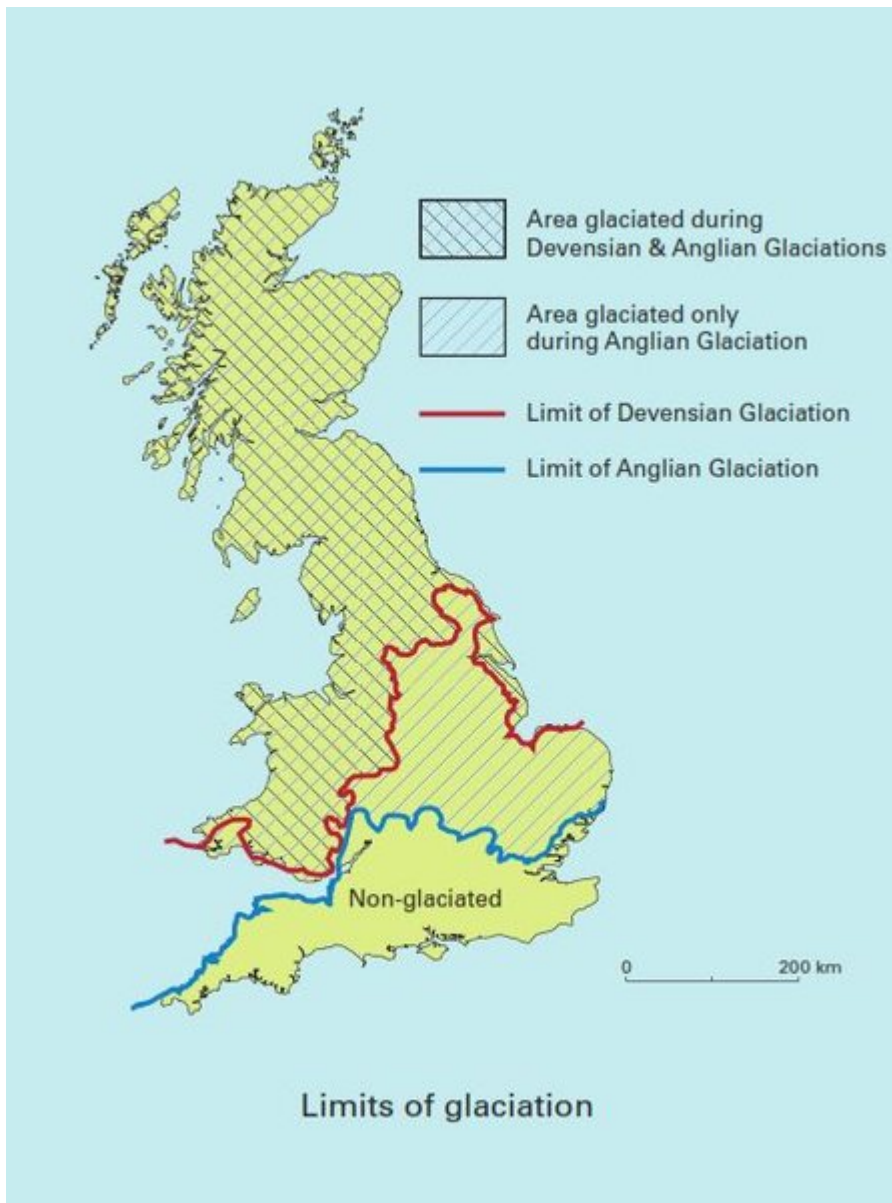 Area glaciated during
Devensian & Anglian Glaciations
Area glaciated only
during Anglian Glaciation
Limit of Devensian Glaciation
Limit of Anglian Glaciation
Non-glaciated
0 200 km
Limits of glaciation